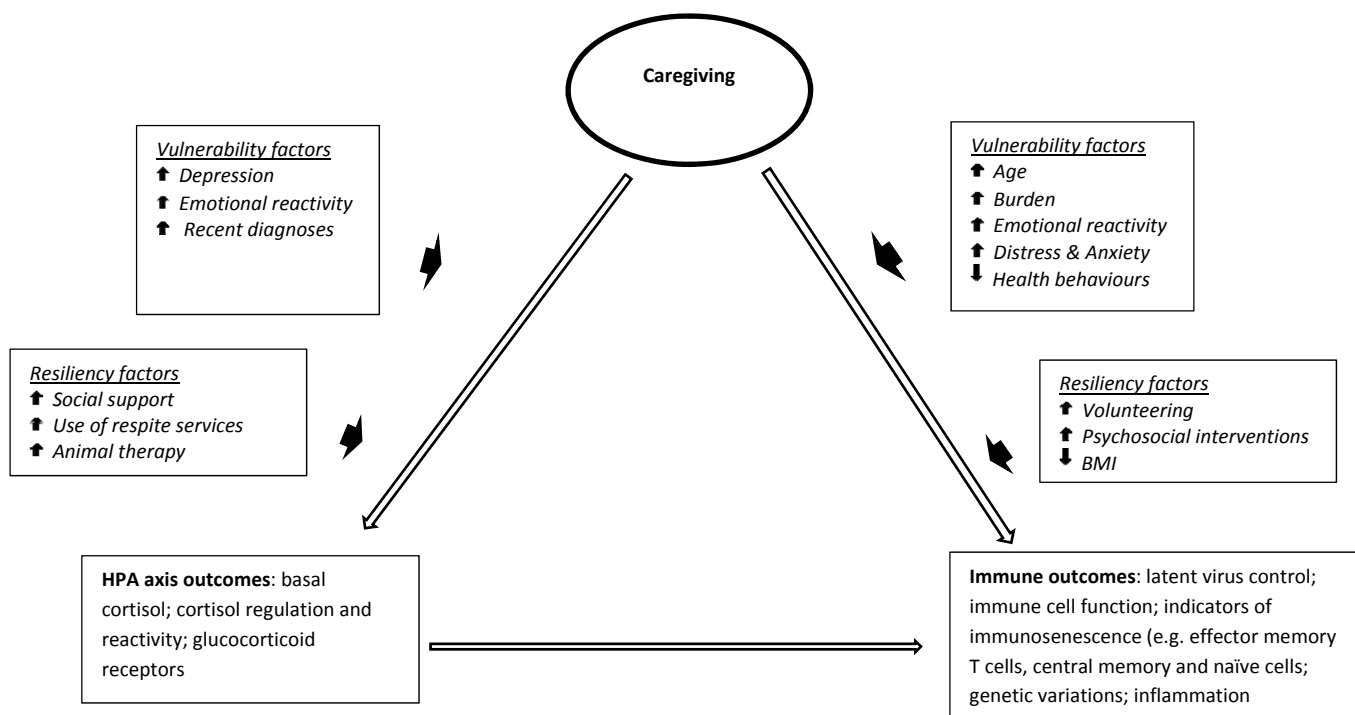 Caregiving
Vulnerability factors
⬆ Depression
⬆ Emotional reactivity
⬆ Recent diagnoses
Vulnerability factors
⬆ Age
⬆ Burden
⬆ Emotional reactivity
⬆ Distress & Anxiety
⬇ Health behaviours
Resiliency factors
⬆ Social support
⬆ Use of respite services
⬆ Animal therapy
Resiliency factors
⬆ Volunteering
⬆ Psychosocial interventions
⬇ BMI
HPA axis outcomes: basal
cortisol; cortisol regulation and
reactivity; glucocorticoid
receptors
Immune outcomes: latent virus control;
immune cell function; indicators of
immunosenescence (e.g. effector memory
T cells, central memory and naïve cells;
genetic variations; inflammation